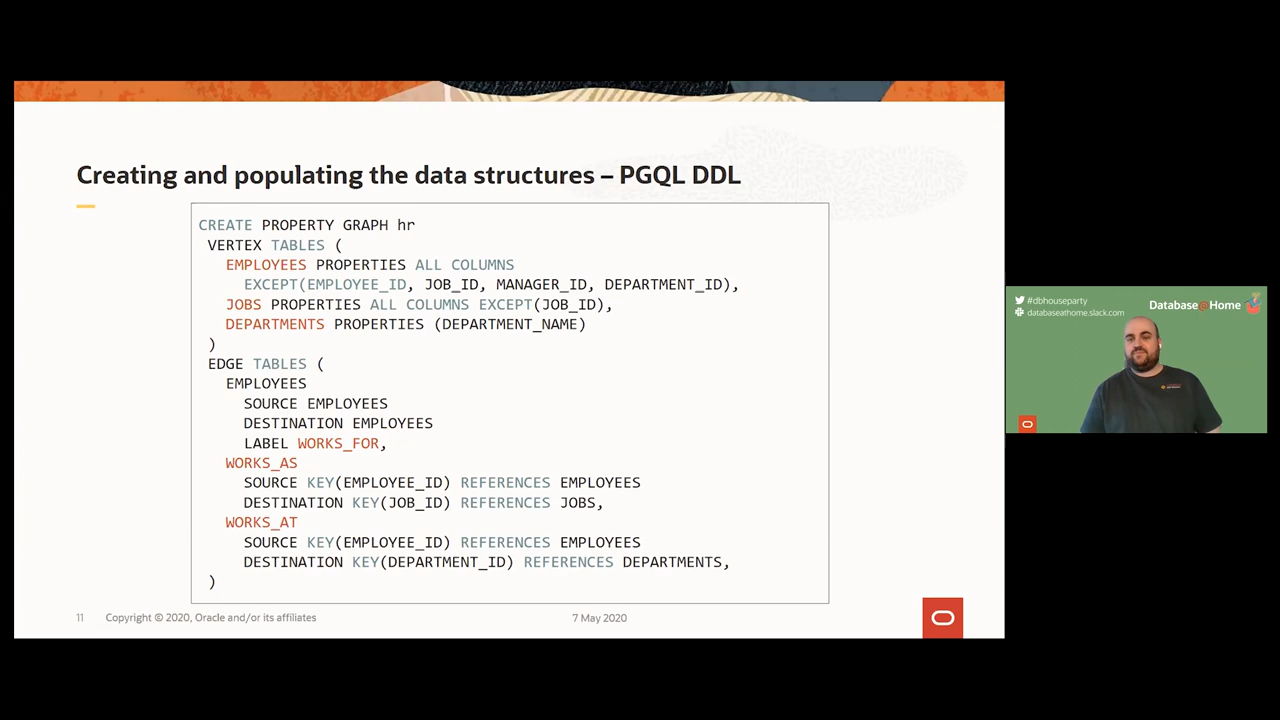 Creating and populating the data structures – PGQL DDL
CREATE PROPERTY GRAPH hr
VERTEX TABLES (
EMPLOYEES PROPERTIES ALL COLUMNS
EXCEPT(EMPLOYEE_ID, JOB_ID, MANAGER_ID, DEPARTMENT_ID),
JOBS PROPERTIES ALL COLUMNS EXCEPT(JOB_ID),
DEPARTMENTS PROPERTIES (DEPARTMENT_NAME)
)
EDGE TABLES (
EMPLOYEES
SOURCE EMPLOYEES
DESTINATION EMPLOYEES
LABEL WORKS_FOR,
WORKS_AS
SOURCE KEY(EMPLOYEE_ID) REFERENCES EMPLOYEES
DESTINATION KEY(JOB_ID) REFERENCES JOBS,
WORKS_AT
SOURCE KEY(EMPLOYEE_ID) REFERENCES EMPLOYEES
DESTINATION KEY(DEPARTMENT_ID) REFERENCES DEPARTMENTS,
)
11 Copyright © 2020, Oracle and/or its affiliates 7 May 2020
#dbhouseparty
databaseathome.slack.com
Database@Home